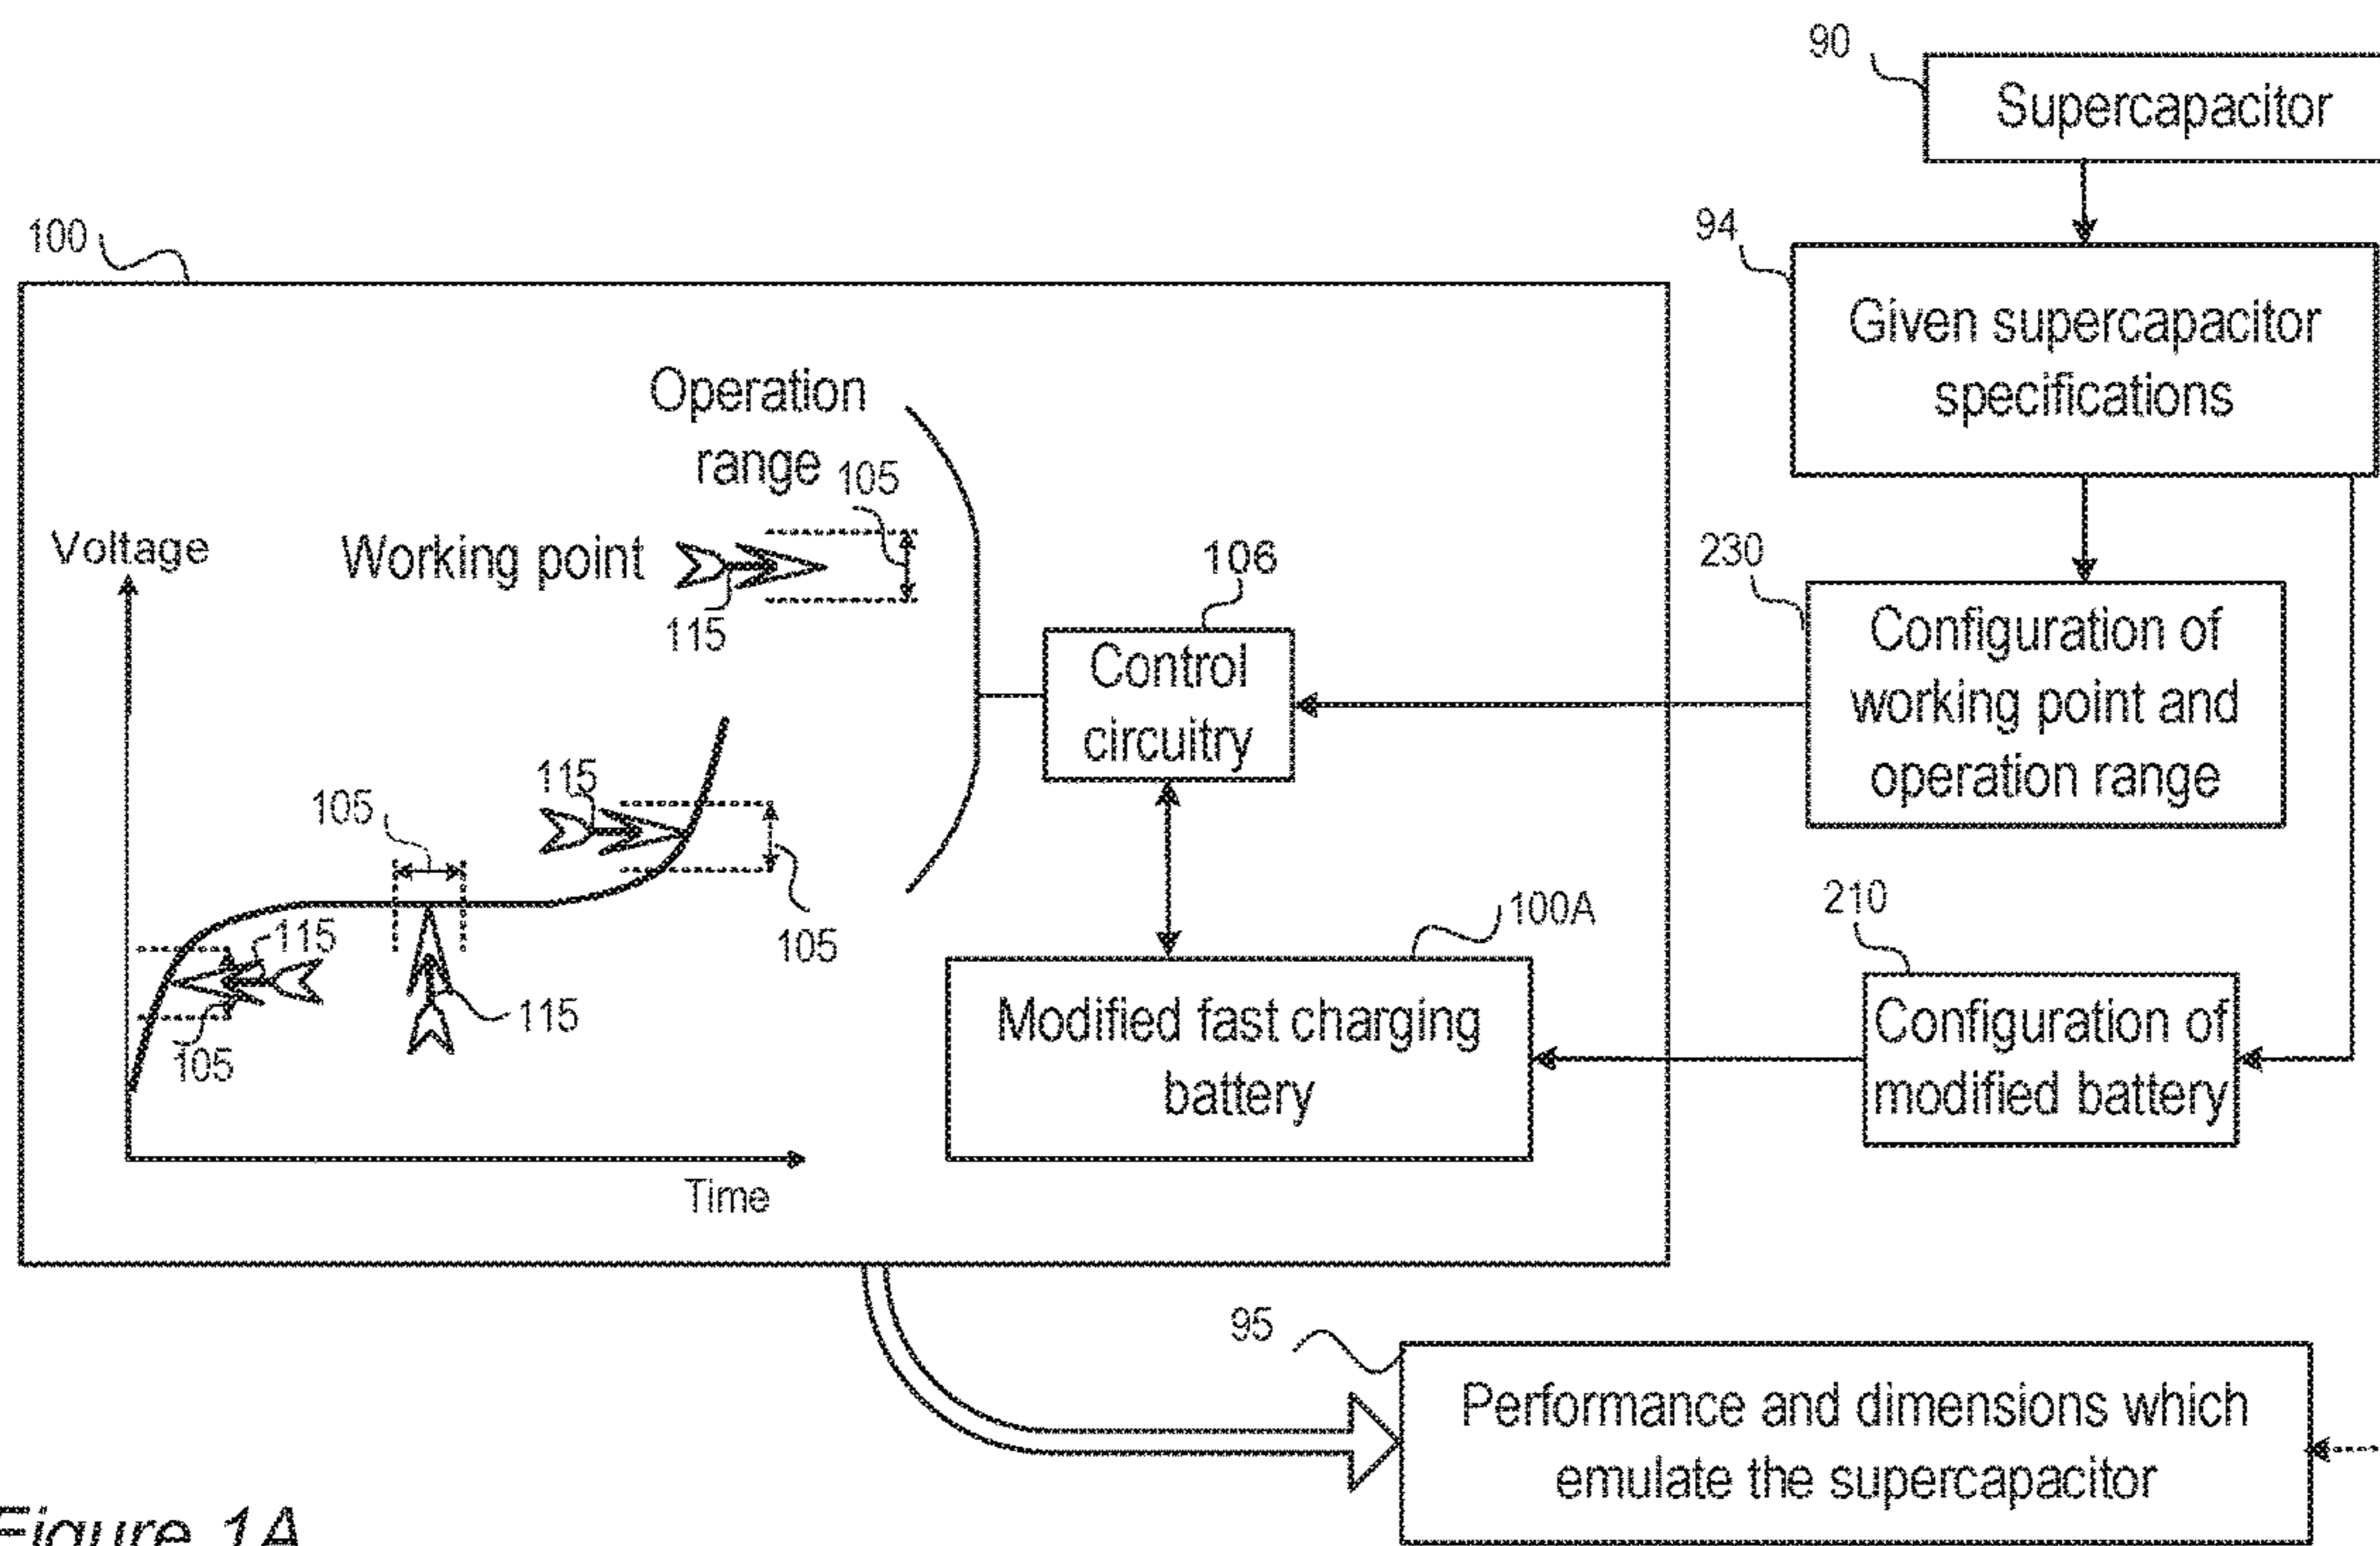 90
Supercapacitor
100
94
Given supercapacitor
specifications
Operation
range
105
Voltage
Working point
115
106
230
Control
circuitry
Configuration of
working point and
operation range
115
105
105
115
105
115
100A
210
Modified fast charging
battery
Configuration of
modified battery
Time
95
Performance and dimensions which
emulate the supercapacitor
Figure 1A